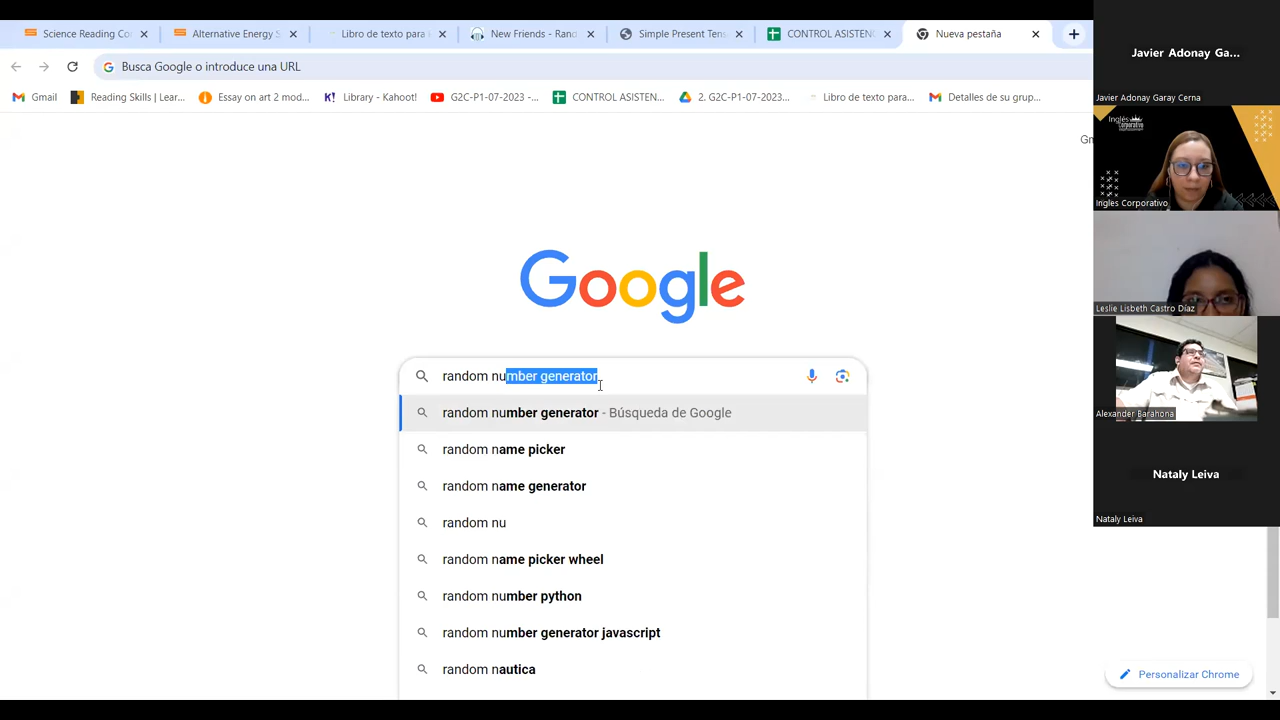 Science Reading Co
Alternative Energy S
Libro de texto para
New Friends - Rand
Simple Present Tens
CONTROL ASISTEN
Nueva pestaña
Busca Google o introduce una URL
Gmail
Reading Skills | Lear...
Essay on art 2 mod...
Library - Kahoot!
G2C-P1-07-2023 -...
CONTROL ASISTEN...
2. G2C-P1-07-2023...
Libro de texto para...
Detalles de su grup...
Gm
Google
random number generator
random number generator - Búsqueda de Google
random name picker
random name generator
random nu
random name picker wheel
random number python
random number generator javascript
random nautica
Personalizar Chrome
Javier Adonay Ga...
Javier Adonay Garay Cerna
Inglés
Corporativo
Ingles Corporativo
Leslie Lisbeth Castro Díaz
Alexander Barahona
Nataly Leiva
Nataly Leiva